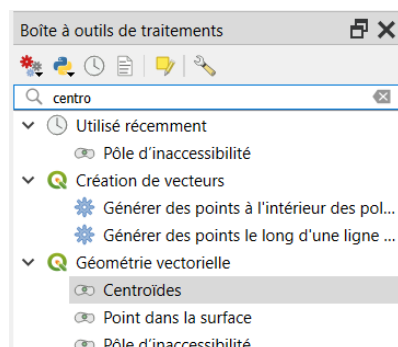 Boîte à outils de traitements
centro
Utilisé récemment
Pôle d'inaccessibilité
Création de vecteurs
Générer des points à l'intérieur des pol...
Générer des points le long d'une ligne ...
Géométrie vectorielle
Centroïdes
Point dans la surface
Pôle d'inaccessibilité